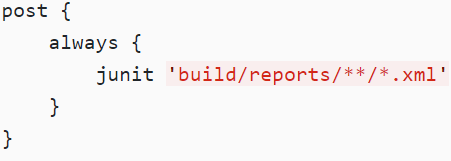 post {
    always {
        junit 'build/reports/**/*.xml'
    }
}